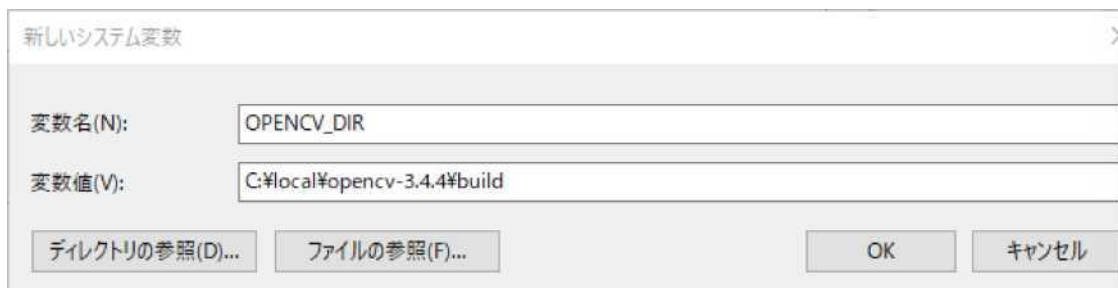 新しいシステム変数
変数名(N): OPENCV_DIR
変数値(V): C:¥local¥opencv-3.4.4¥build
ディレクトリの参照(D)... ファイルの参照(F)... OK キャンセル